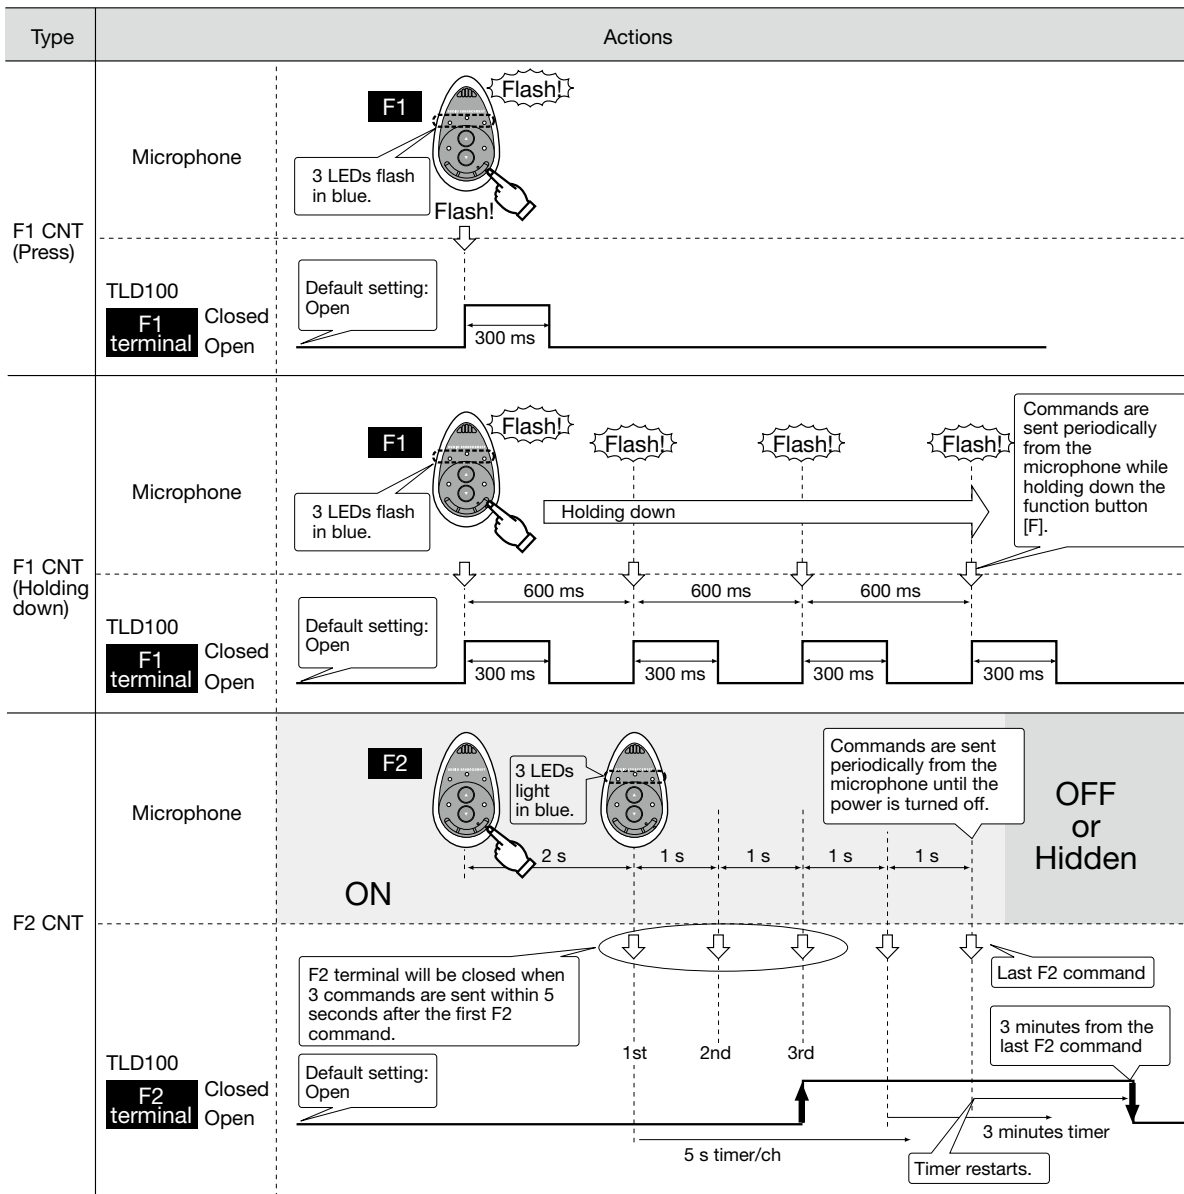 Type
Actions
F1 CNT
(Press)
Microphone
F1
Flash!
3 LEDs flash
in blue.
Flash!
TLD100
F1
terminal
Closed
Open
Default setting:
Open
300 ms
F1 CNT
(Holding
down)
Microphone
F1
Flash!
Flash!
Flash!
Flash!
3 LEDs flash
in blue.
Holding down
Commands are
sent periodically
from the
microphone while
holding down the
function button
[F].
600 ms
600 ms
600 ms
TLD100
F1
terminal
Closed
Open
Default setting:
Open
300 ms
300 ms
300 ms
300 ms
F2 CNT
Microphone
F2
3 LEDs
light
in blue.
Commands are sent
periodically from the
microphone until the
power is turned off.
OFF
or
Hidden
2 s
1 s
1 s
1 s
1 s
ON
F2 terminal will be closed when
3 commands are sent within 5
seconds after the first F2
command.
Last F2 command
1st
2nd
3rd
3 minutes from the
last F2 command
TLD100
F2
terminal
Closed
Open
Default setting:
Open
3 minutes timer
5 s timer/ch
Timer restarts.